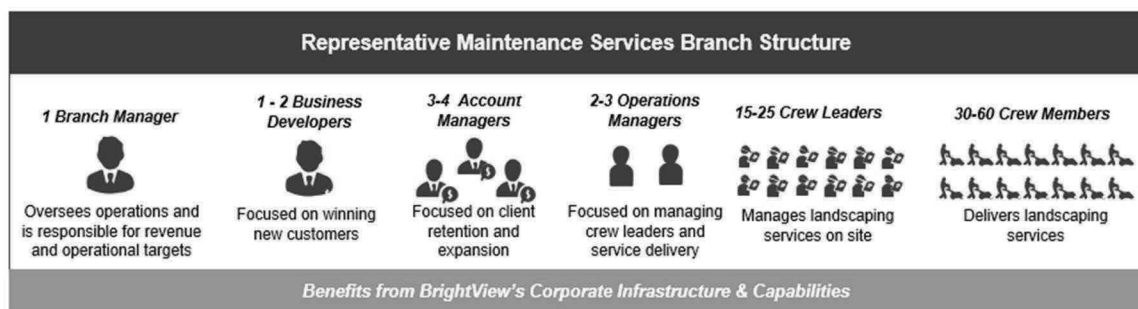 Representative Maintenance Services Branch Structure
1 Branch Manager
Oversees operations and
is responsible for revenue
and operational targets
1 - 2 Business
Developers
Focused on winning
new customers
3-4 Account
Managers
Focused on client
retention and
expansion
2-3 Operations
Managers
Focused on managing
crew leaders and
service delivery
15-25 Crew Leaders
Manages landscaping
services on site
30-60 Crew Members
Delivers landscaping
services
Benefits from BrightView's Corporate Infrastructure & Capabilities